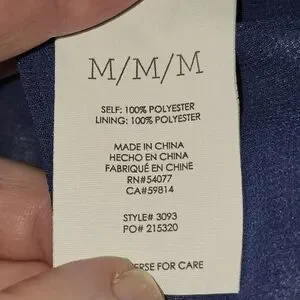 M/M/M
SELF: 100% POLYESTER
LINING: 100% POLYESTER
MADE IN CHINA
HECHO EN CHINA
FABRIQUÉ EN CHINE
RN#54077
CA#59814
STYLE# 3093
PO# 215320
FOR CARE